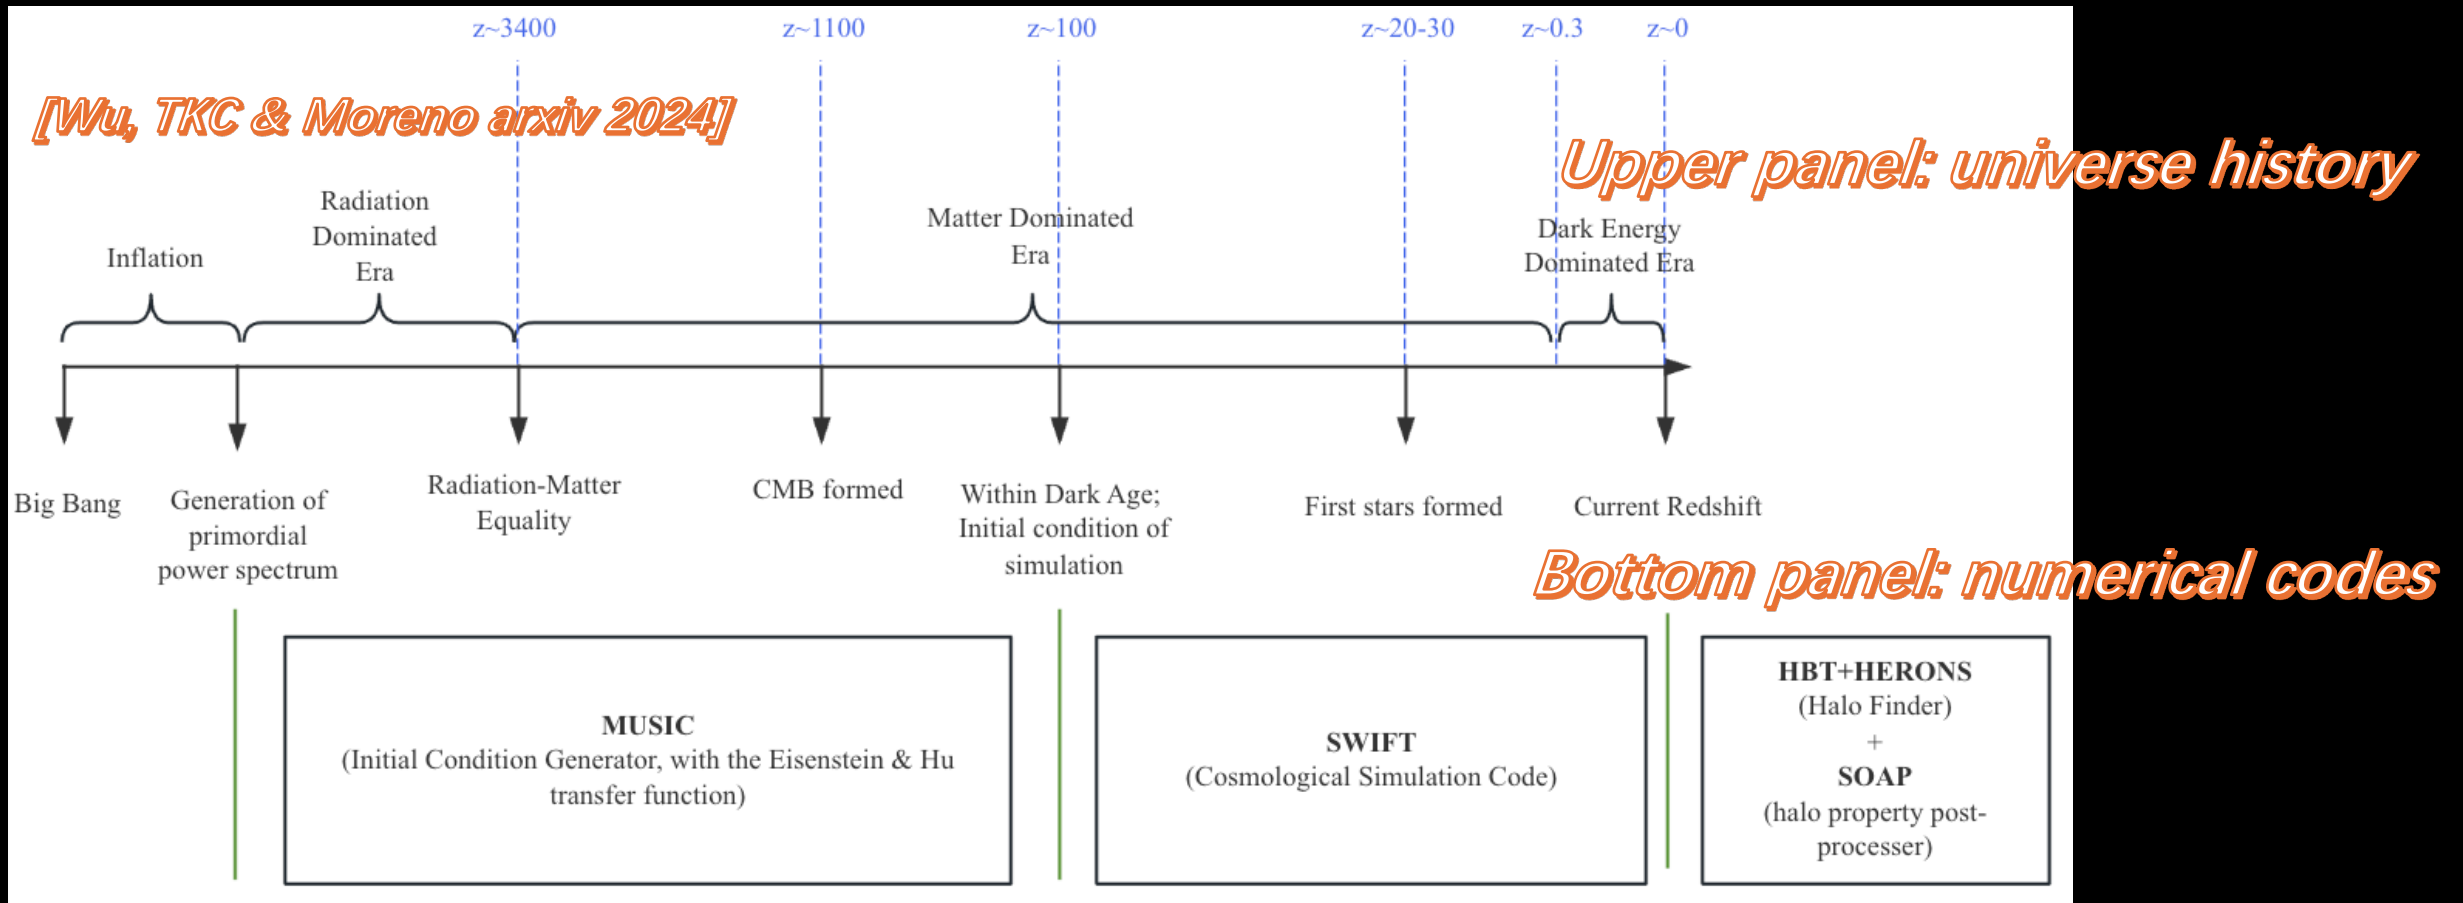 z~3400
z~1100
z~100
z~20-30
z~0.3
z~0
[Wu, TKC & Moreno arxiv 2024]
Upper panel: universe history
Inflation
Radiation
Dominated
Era
Matter Dominated
Era
Dark Energy
Dominated Era
Big Bang
Generation of
primordial
power spectrum
Radiation-Matter
Equality
CMB formed
Within Dark Age;
Initial condition of
simulation
First stars formed
Current Redshift
Bottom panel: numerical codes
MUSIC
(Initial Condition Generator, with the Eisenstein & Hu
transfer function)
SWIFT
(Cosmological Simulation Code)
HBT+HERONS
(Halo Finder)
+
SOAP
(halo property post-
processer)